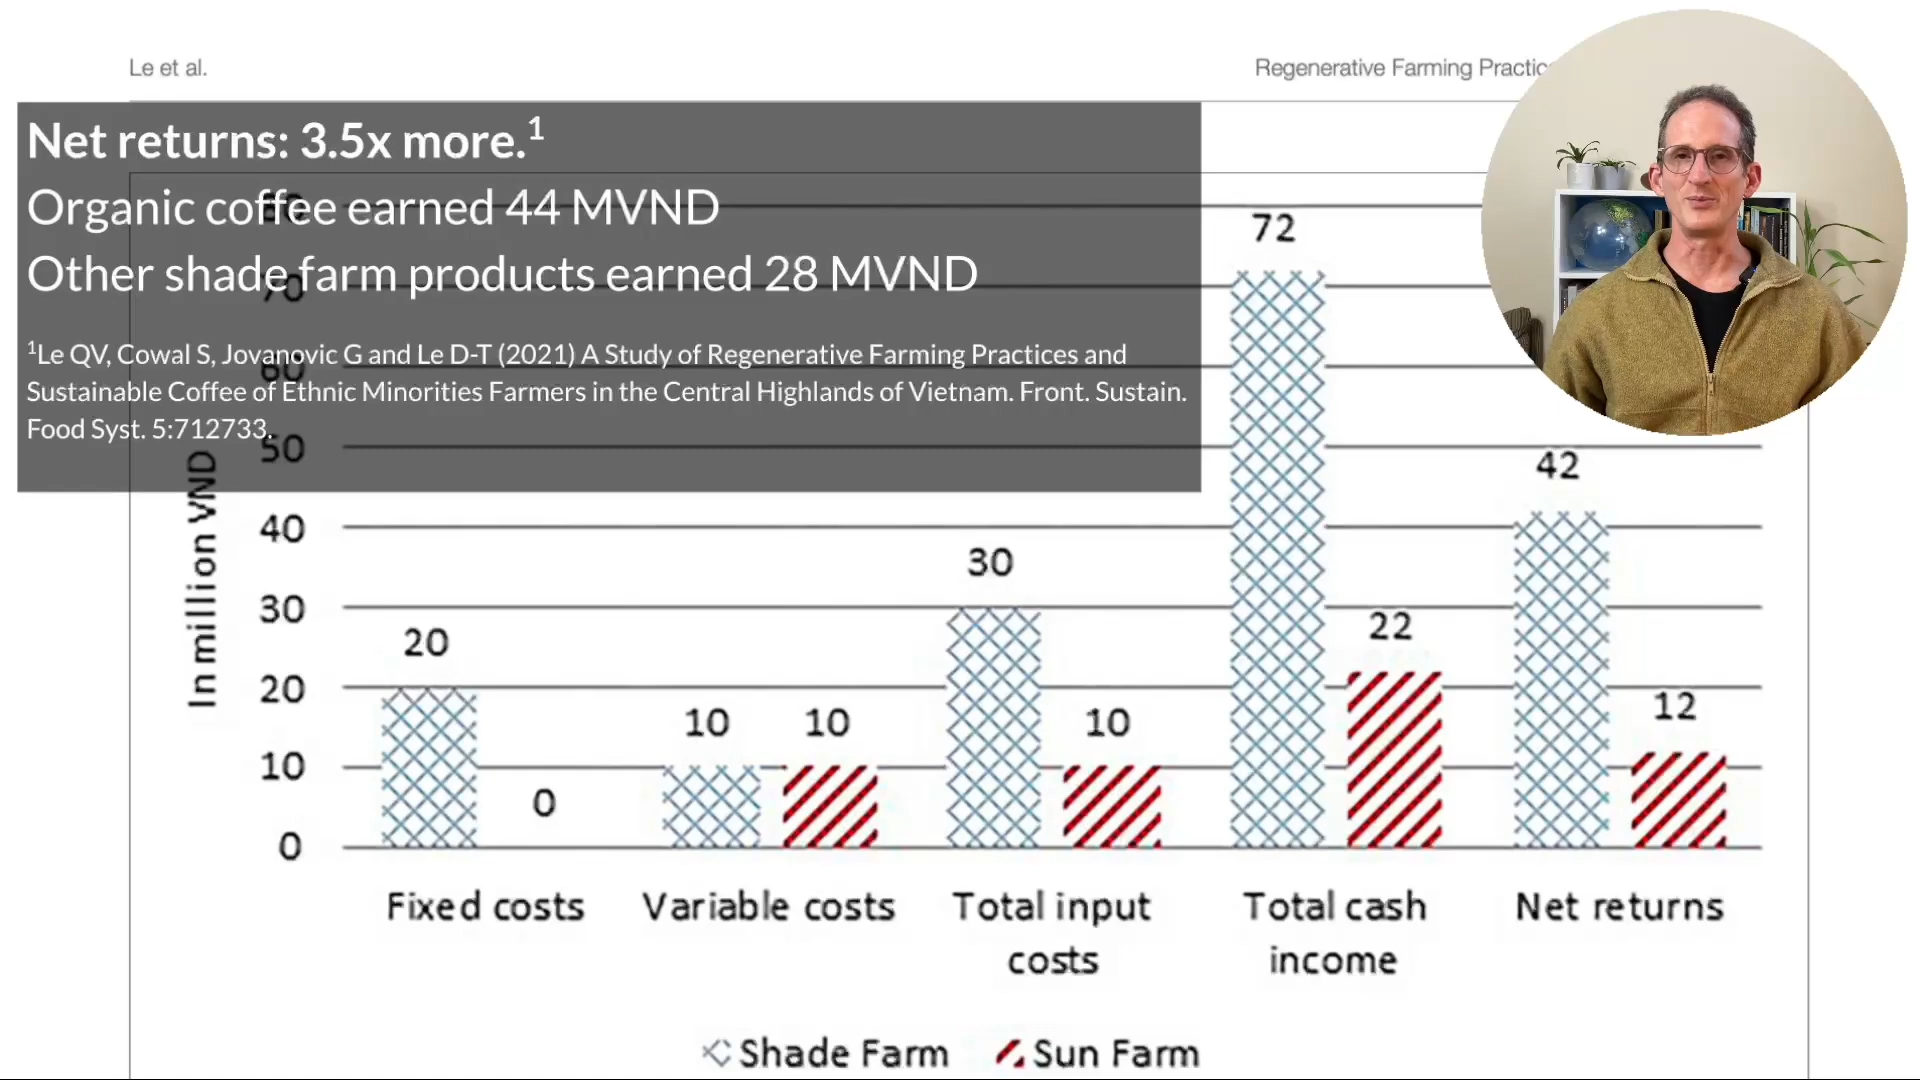 Le et al.
Regenerative Farming
Net returns: 3.5x more.1
Organic coffee earned 44 MVND
Other shade farm products earned 28 MVND
1Le QV, Cowal S, Jovanovic G and Le D-T (2021) A Study of Regenerative Farming Practices and
Sustainable Coffee of Ethnic Minorities Farmers in the Central Highlands of Vietnam. Front. Sustain.
Food Syst. 5:712733.
In million VND
80
70
60
50
40
30
20
10
0
20
0
10
10
30
10
72
22
42
12
Fixed costs
Variable costs
Total input
costs
Total cash
income
Net returns
Shade Farm
Sun Farm